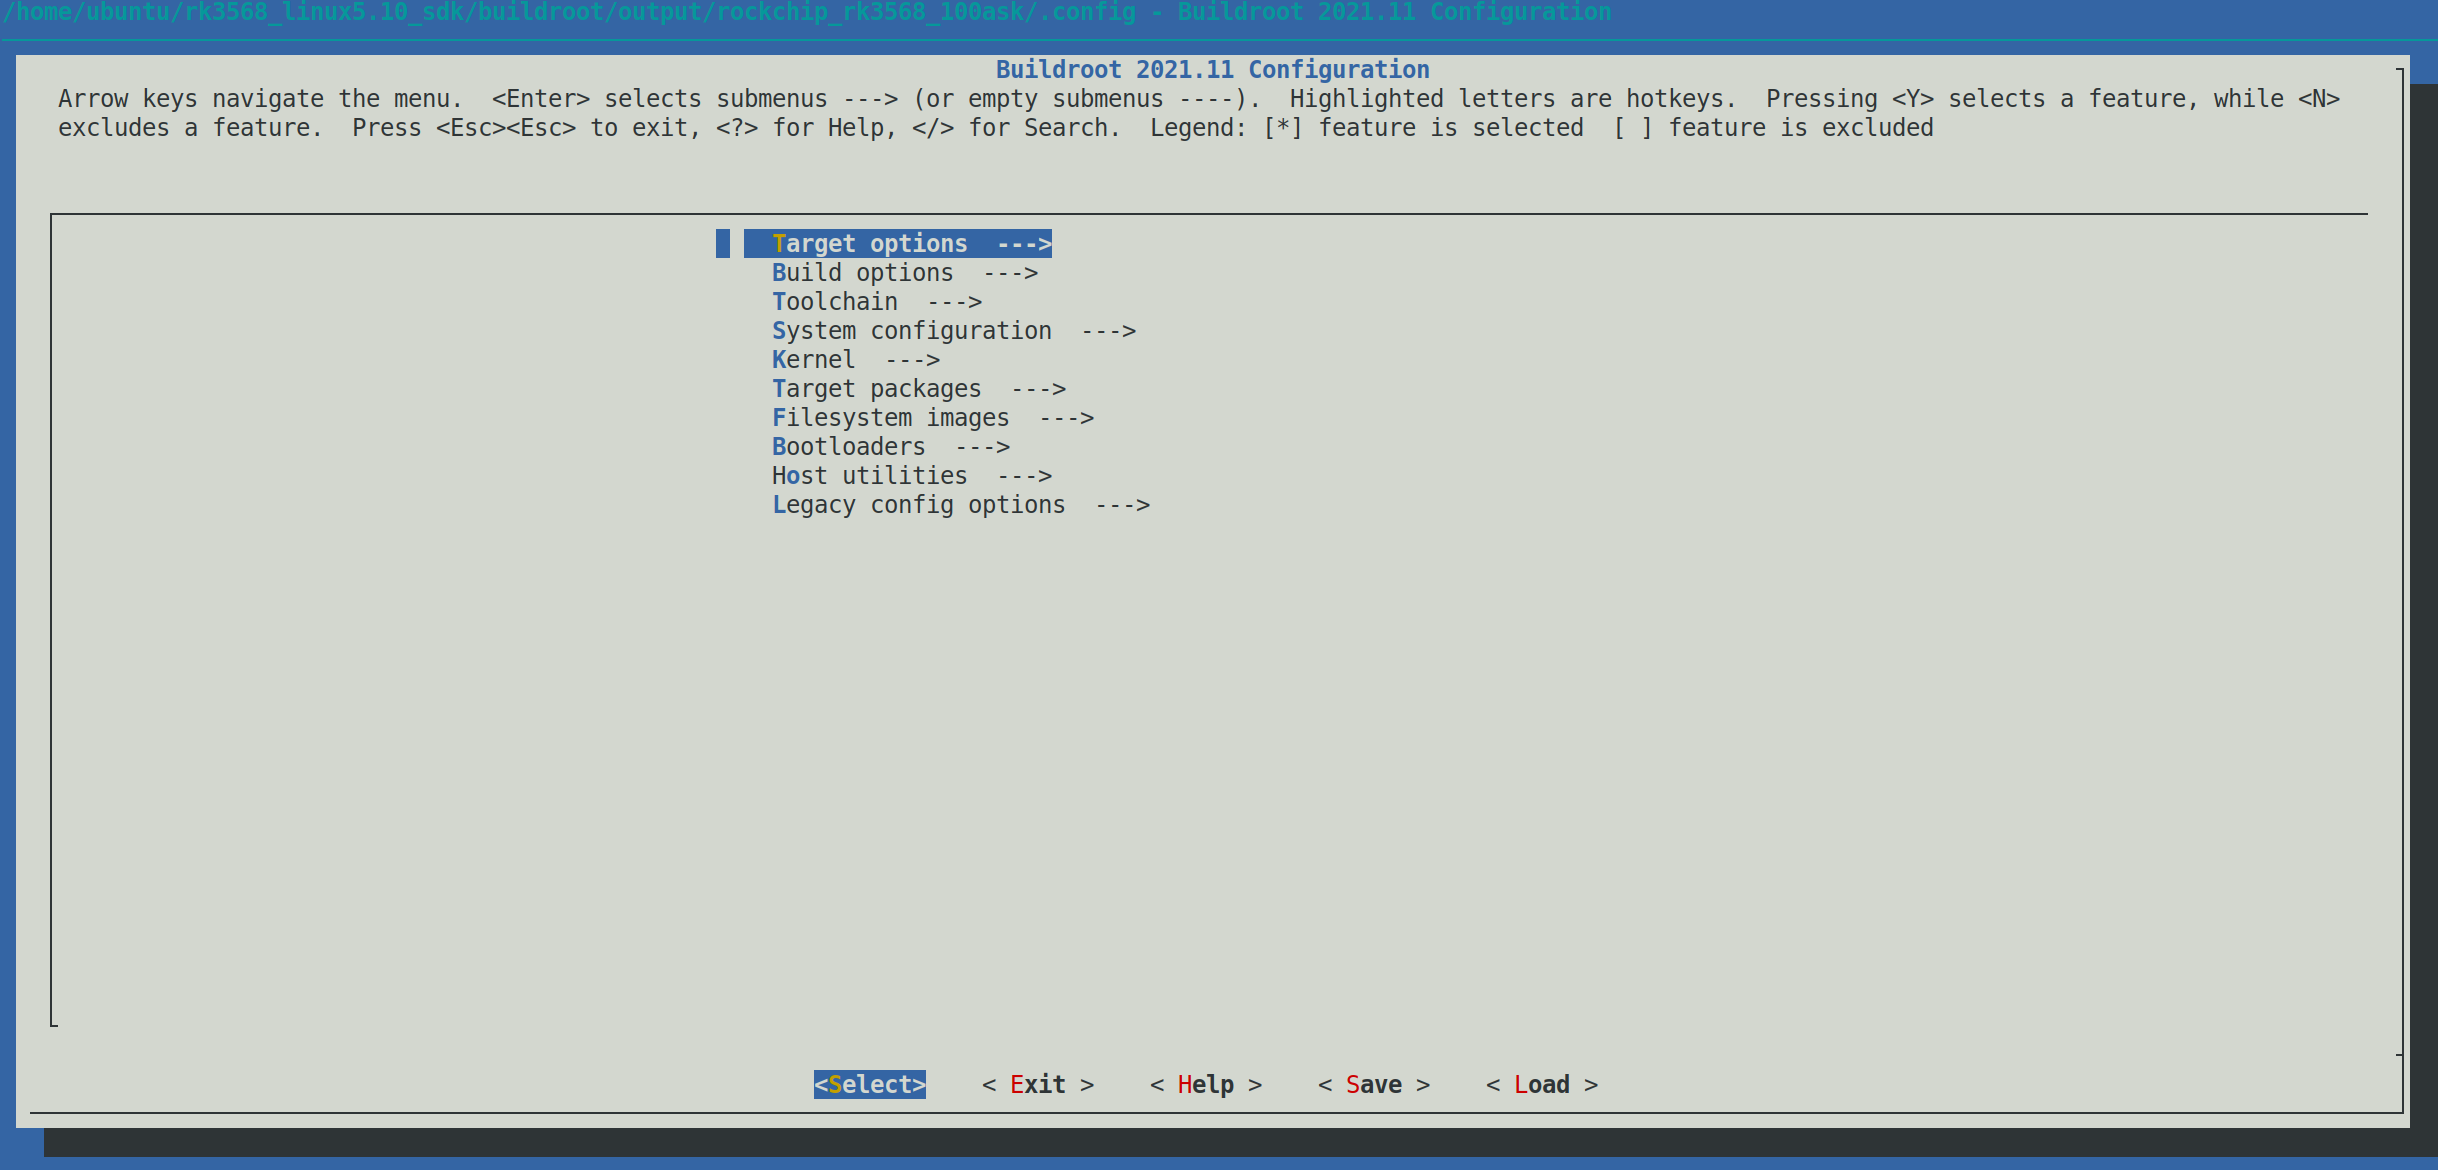 /home/ubuntu/rk3568_linux5.10_sdk/buildroot/output/rockchip_rk3568_100ask/.config - Buildroot 2021.11 Configuration
Buildroot 2021.11 Configuration
Arrow keys navigate the menu.  <Enter> selects submenus ---> (or empty submenus ----).  Highlighted letters are hotkeys.  Pressing <Y> selects a feature, while <N>
excludes a feature.  Press <Esc><Esc> to exit, <?> for Help, </> for Search.  Legend: [*] feature is selected  [ ] feature is excluded
Target options  --->
Build options  --->
Toolchain  --->
System configuration  --->
Kernel  --->
Target packages  --->
Filesystem images  --->
Bootloaders  --->
Host utilities  --->
Legacy config options  --->
<Select>    < Exit >    < Help >    < Save >    < Load >